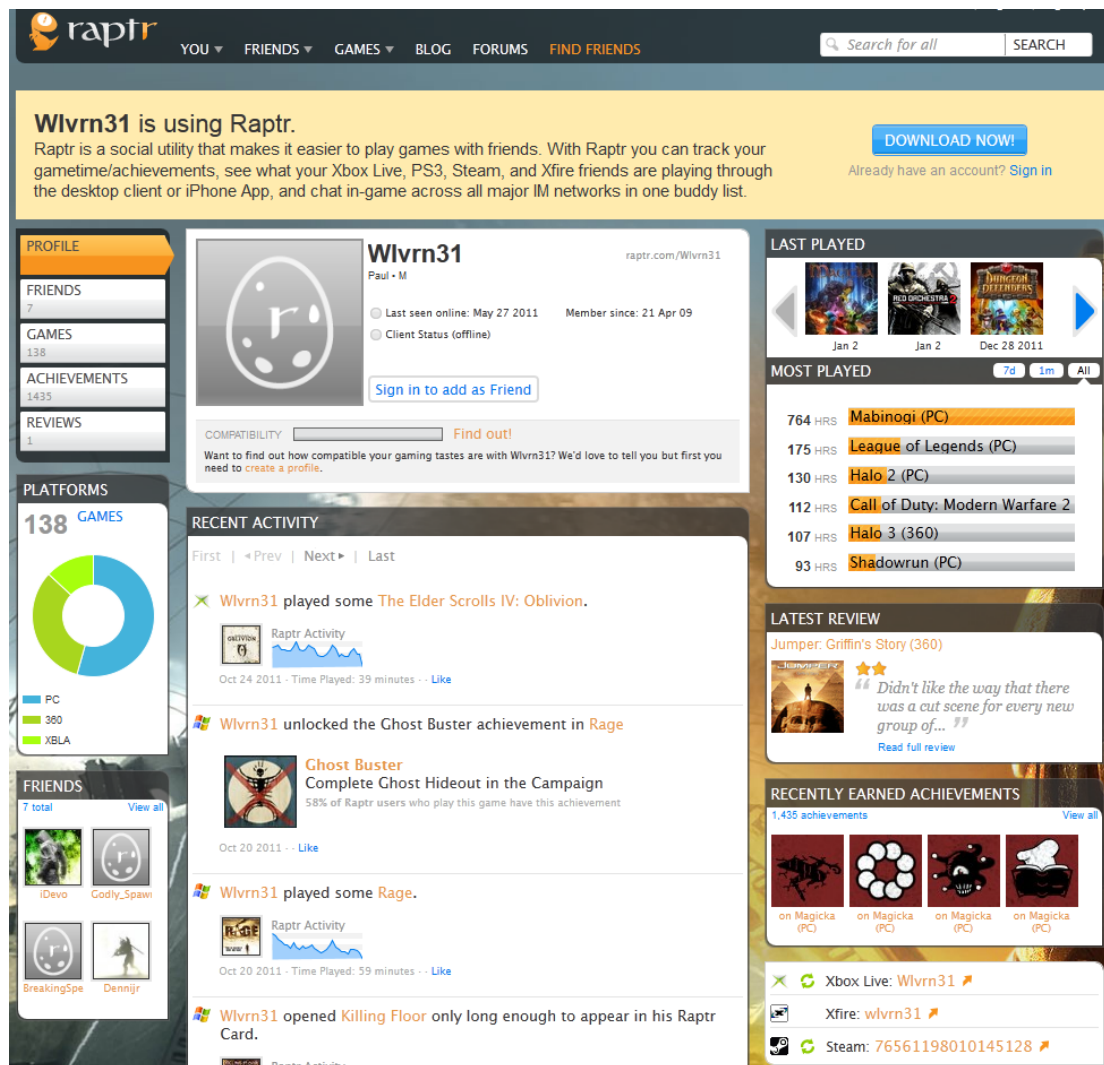 raptr
YOU FRIENDS GAMES BLOG FORUMS FIND FRIENDS
Search for all SEARCH
Wlvrn31 is using Raptr.
Raptr is a social utility that makes it easier to play games with friends. With Raptr you can track your
gametime/achievements, see what your Xbox Live, PS3, Steam, and Xfire friends are playing through
the desktop client or iPhone App, and chat in-game across all major IM networks in one buddy list.
DOWNLOAD NOW!
Already have an account? Sign in
PROFILE
FRIENDS
7
GAMES
138
ACHIEVEMENTS
1435
REVIEWS
1
PLATFORMS
138 GAMES
PC
360
XBLA
FRIENDS
7 total View all
iDevo Godly_Spawn
BreakingSpe Dennijr
Wlvrn31
raptr.com/Wlvrn31
Paul • M
Last seen online: May 27 2011 Member since: 21 Apr 09
Client Status (offline)
Sign in to add as Friend
COMPATIBILITY Find out!
Want to find out how compatible your gaming tastes are with Wlvrn31? We'd love to tell you but first you
need to create a profile.
RECENT ACTIVITY
First | Prev | Next | Last
Wlvrn31 played some The Elder Scrolls IV: Oblivion.
OBLIVION
Raptr Activity
Oct 24 2011 · Time Played: 39 minutes · · Like
Wlvrn31 unlocked the Ghost Buster achievement in Rage
Ghost Buster
Complete Ghost Hideout in the Campaign
58% of Raptr users who play this game have this achievement
Oct 20 2011 · · Like
Wlvrn31 played some Rage.
RAGE
Raptr Activity
Oct 20 2011 · Time Played: 59 minutes · · Like
Wlvrn31 opened Killing Floor only long enough to appear in his Raptr
Card.
Raptr Activity
LAST PLAYED
RED ORCHESTRA 2
DUNGEON
DEFENDERS
Jan 2 Jan 2 Dec 28 2011
MOST PLAYED 7d 1m All
764 HRS Mabinogi (PC)
175 HRS League of Legends (PC)
130 HRS Halo 2 (PC)
112 HRS Call of Duty: Modern Warfare 2
107 HRS Halo 3 (360)
93 HRS Shadowrun (PC)
LATEST REVIEW
Jumper: Griffin's Story (360)
JUMPER
“ Didn't like the way that there
was a cut scene for every new
group of... ”
Read full review
RECENTLY EARNED ACHIEVEMENTS
1,435 achievements View all
on Magicka on Magicka on Magicka on Magicka
(PC) (PC) (PC) (PC)
Xbox Live: Wlvrn31
Xfire: wlvrn31
Steam: 76561198010145128